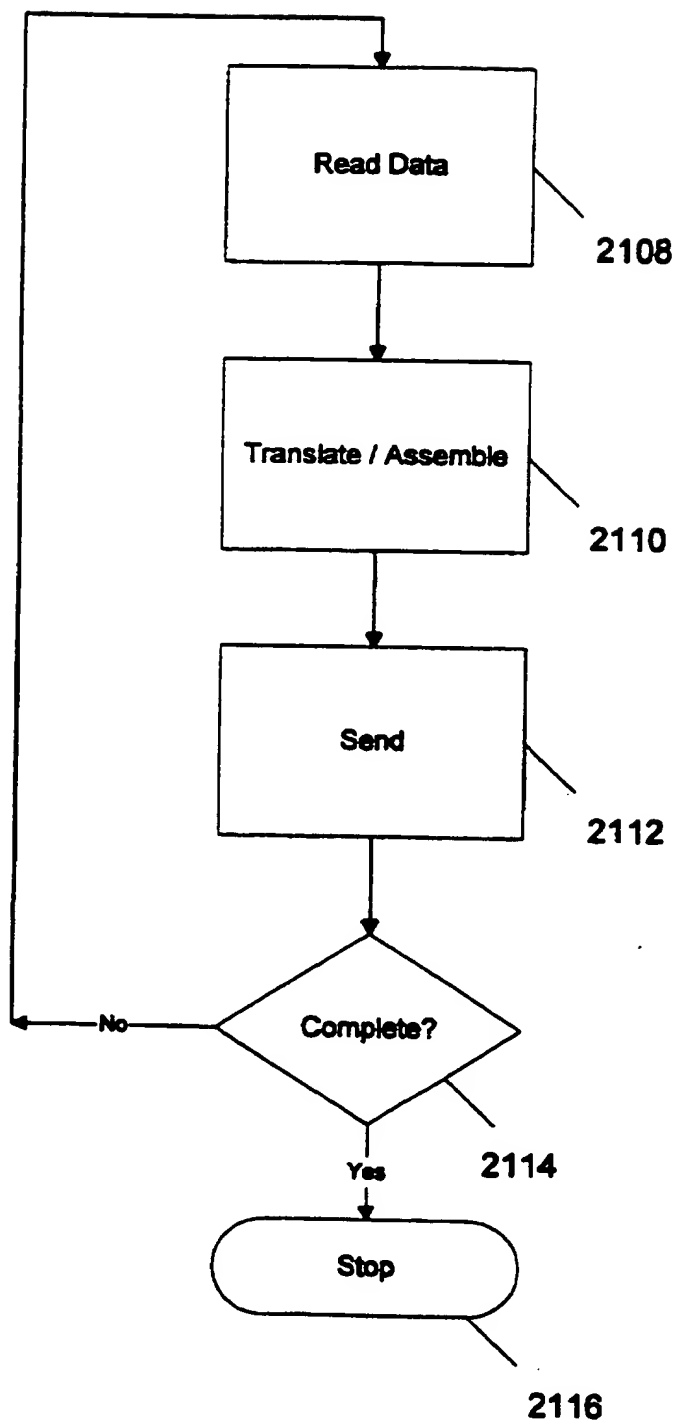 Read Data
2108
Translate / Assemble
2110
Send
2112
Complete?
No
2114
Yes
Stop
2116